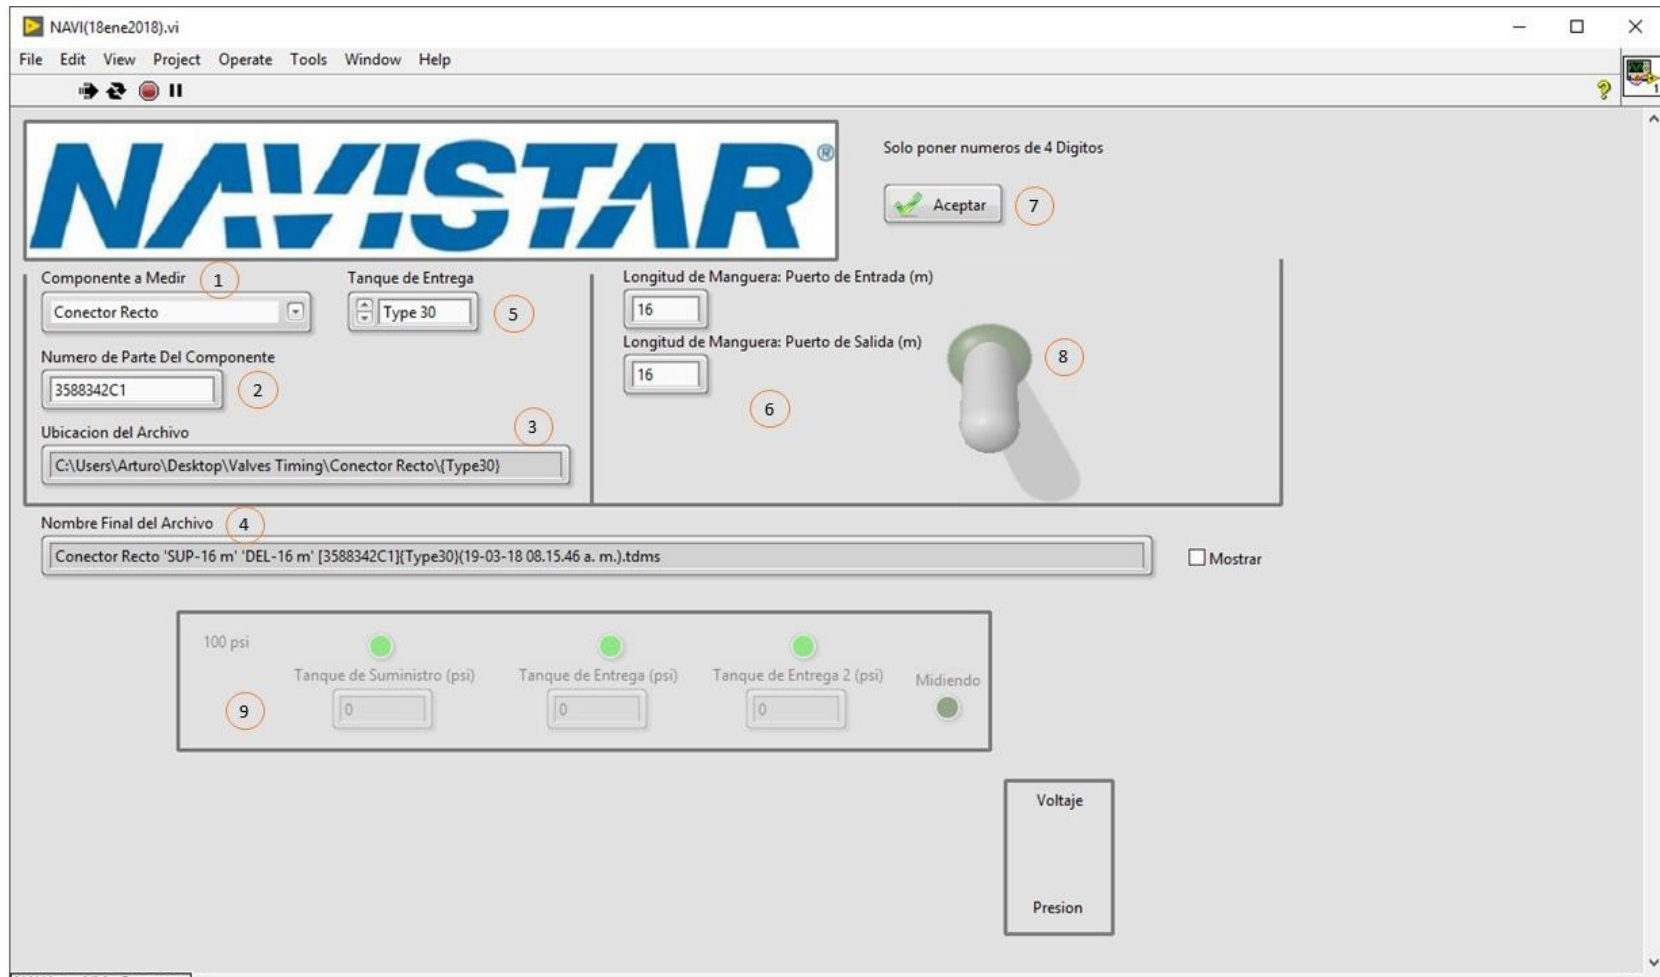 NAVI(18ene2018).vi
File Edit View Project Operate Tools Window Help
NAVISTAR®
Solo poner numeros de 4 Digitos
Aceptar 7
Componente a Medir 1
Tanque de Entrega
Longitud de Manguera: Puerto de Entrada (m)
Conector Recto
Type 30 5
16
Longitud de Manguera: Puerto de Salida (m)
8
Numero de Parte Del Componente
3588342C1 2
16
6
Ubicacion del Archivo 3
C:\Users\Arturo\Desktop\Valves Timing\Conector Recto\{Type30}
Nombre Final del Archivo 4
Conector Recto 'SUP-16 m' 'DEL-16 m' [3588342C1]{Type30}(19-03-18 08.15.46 a. m.).tdms
Mostrar
100 psi
Tanque de Suministro (psi) Tanque de Entrega (psi) Tanque de Entrega 2 (psi) Midiendo
9 0 0 0
Voltaje
Presion